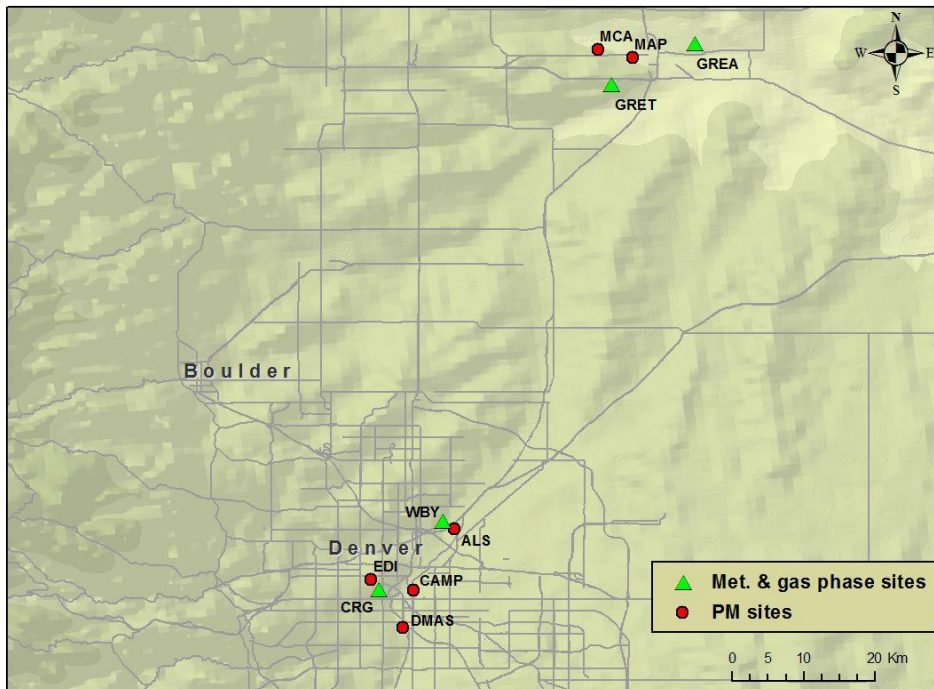 N
W E
S
MCA
MAP
GREA
GRET
Boulder
WBY
ALS
Denver
EDI
CAMP
CRG
DMAS
Met. & gas phase sites
PM sites
0 5 10 20 Km